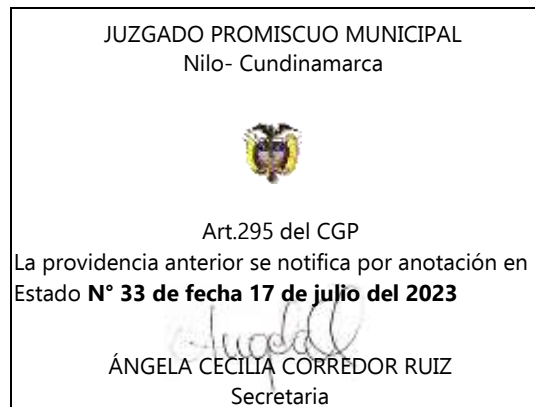 JUZGADO PROMISCUO MUNICIPAL
Nilo- Cundinamarca
Art.295 del CGP
La providencia anterior se notifica por anotación en
Estado N° 33 de fecha 17 de julio del 2023
ÁNGELA CECILIA CORREDOR RUIZ
Secretaria